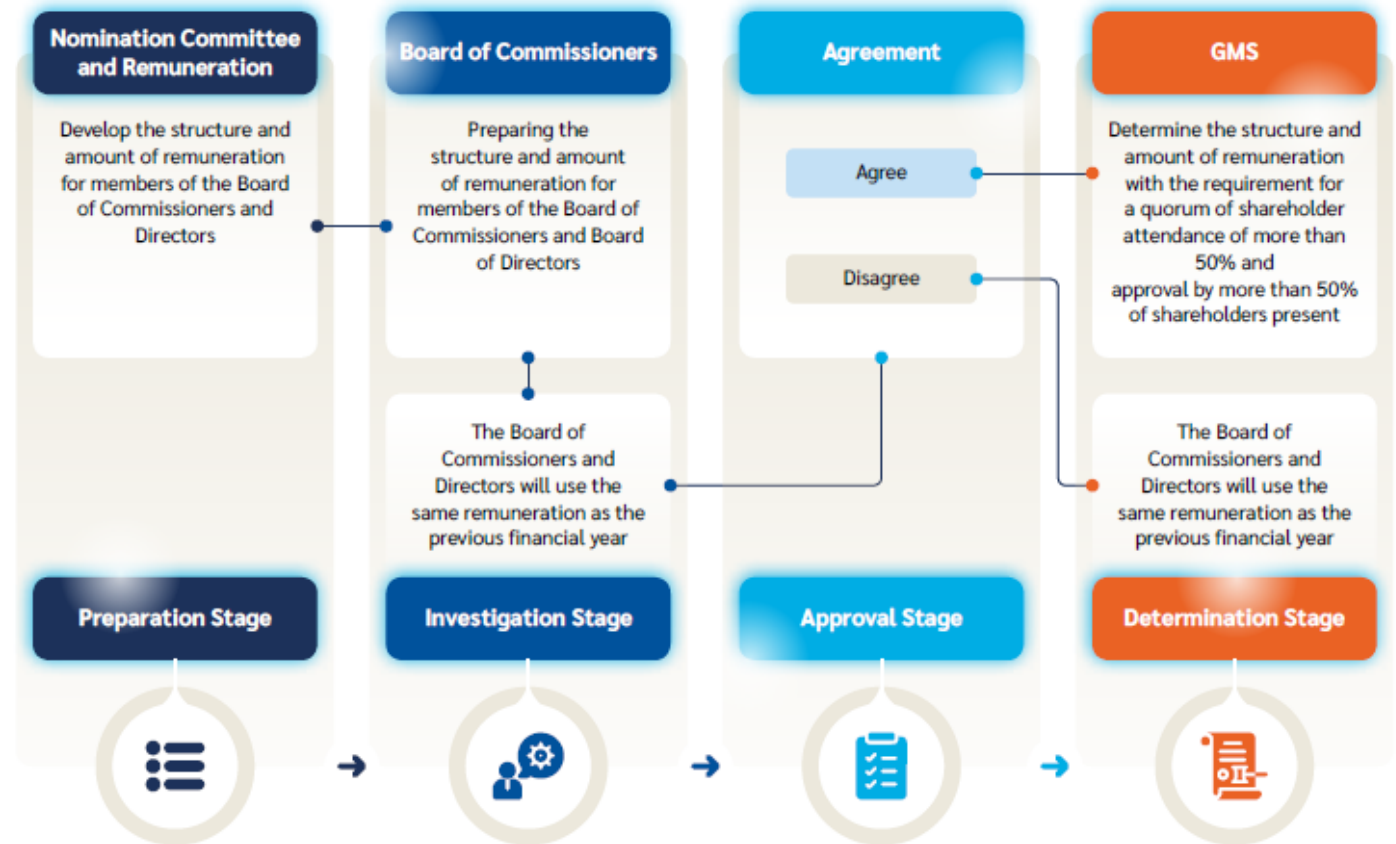 Nomination Committee
and Remuneration
Develop the structure and
amount of remuneration
for members of the Board
of Commissioners and
Directors
Board of Commissioners
Preparing the
structure and amount
of remuneration for
members of the Board of
Commissioners and Board
of Directors
The Board of
Commissioners and
Directors will use the
same remuneration as the
previous financial year
Agreement
Agree
Disagree
GMS
Determine the structure and
amount of remuneration
with the requirement for
a quorum of shareholder
attendance of more than
50% and
approval by more than 50%
of shareholders present
The Board of
Commissioners and
Directors will use the
same remuneration as the
previous financial year
Preparation Stage
Investigation Stage
Approval Stage
Determination Stage